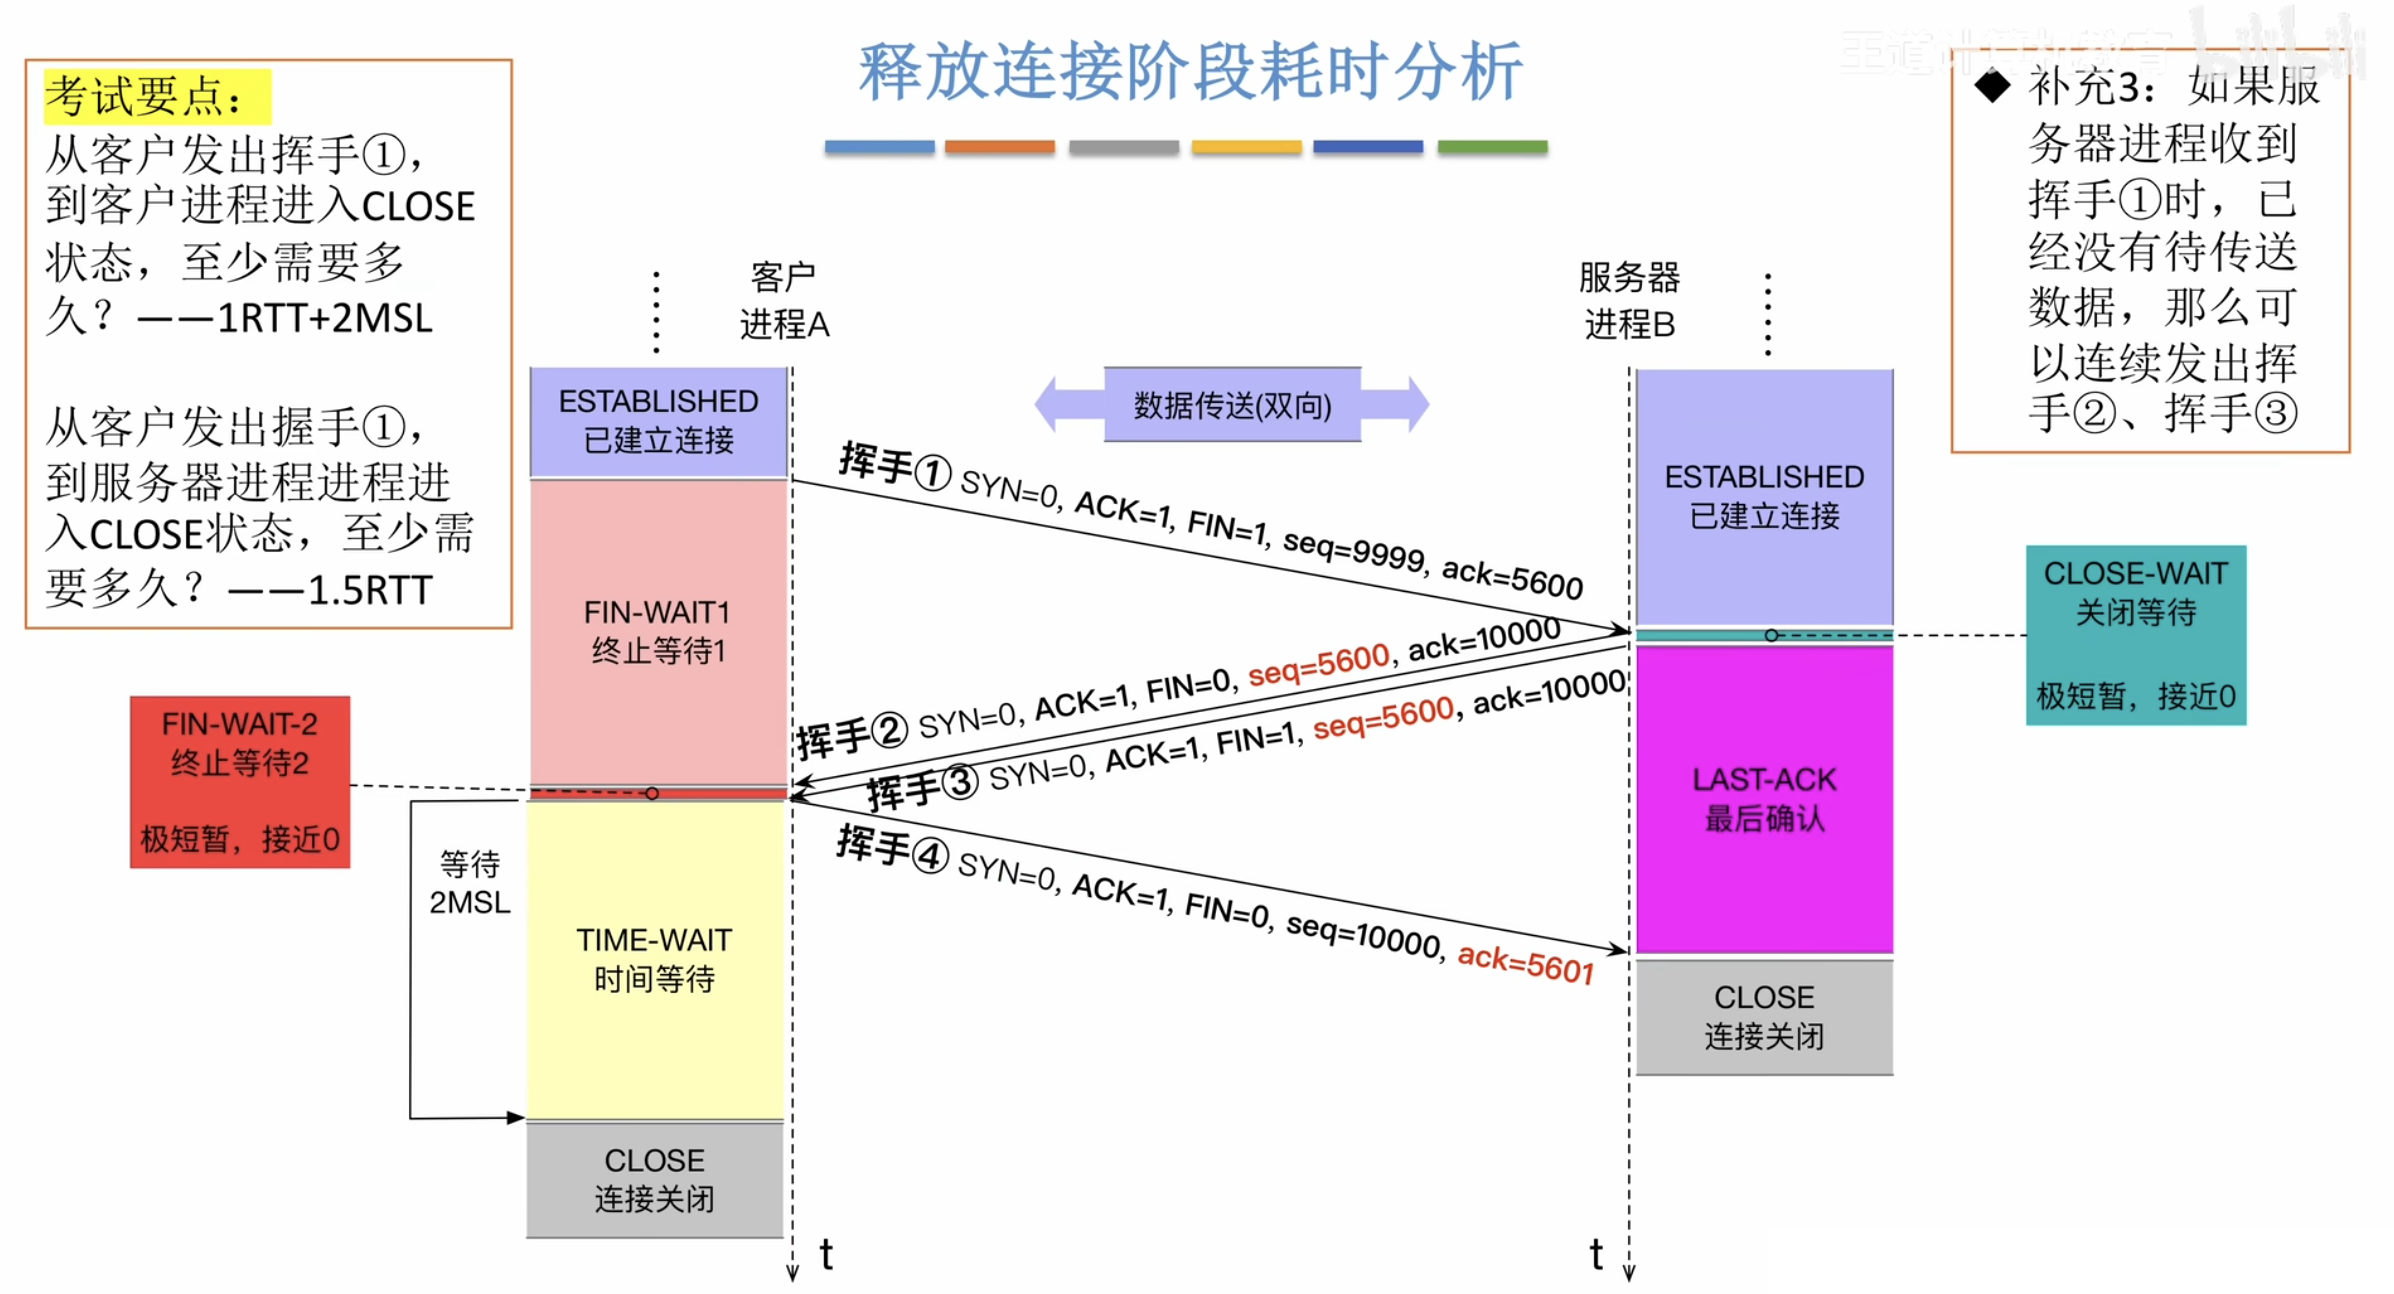 王道计算机教育 bilibili
释放连接阶段耗时分析
考试要点：
从客户发出挥手①，
到客户进程进入CLOSE
状态，至少需要多
久？——1RTT+2MSL
从客户发出握手①，
到服务器进程进程进
入CLOSE状态，至少需
要多久？——1.5RTT
◆ 补充3：如果服
务器进程收到
挥手①时，已
经没有待传送
数据，那么可
以连续发出挥
手②、挥手③
客户
进程A
服务器
进程B
ESTABLISHED
已建立连接
数据传送(双向)
ESTABLISHED
已建立连接
挥手① SYN=0, ACK=1, FIN=1, seq=9999, ack=5600
FIN-WAIT1
终止等待1
CLOSE-WAIT
关闭等待
极短暂，接近0
挥手② SYN=0, ACK=1, FIN=0, seq=5600, ack=10000
挥手③ SYN=0, ACK=1, FIN=1, seq=5600, ack=10000
FIN-WAIT-2
终止等待2
极短暂，接近0
LAST-ACK
最后确认
挥手④ SYN=0, ACK=1, FIN=0, seq=10000, ack=5601
等待
2MSL
TIME-WAIT
时间等待
CLOSE
连接关闭
CLOSE
连接关闭
t
t